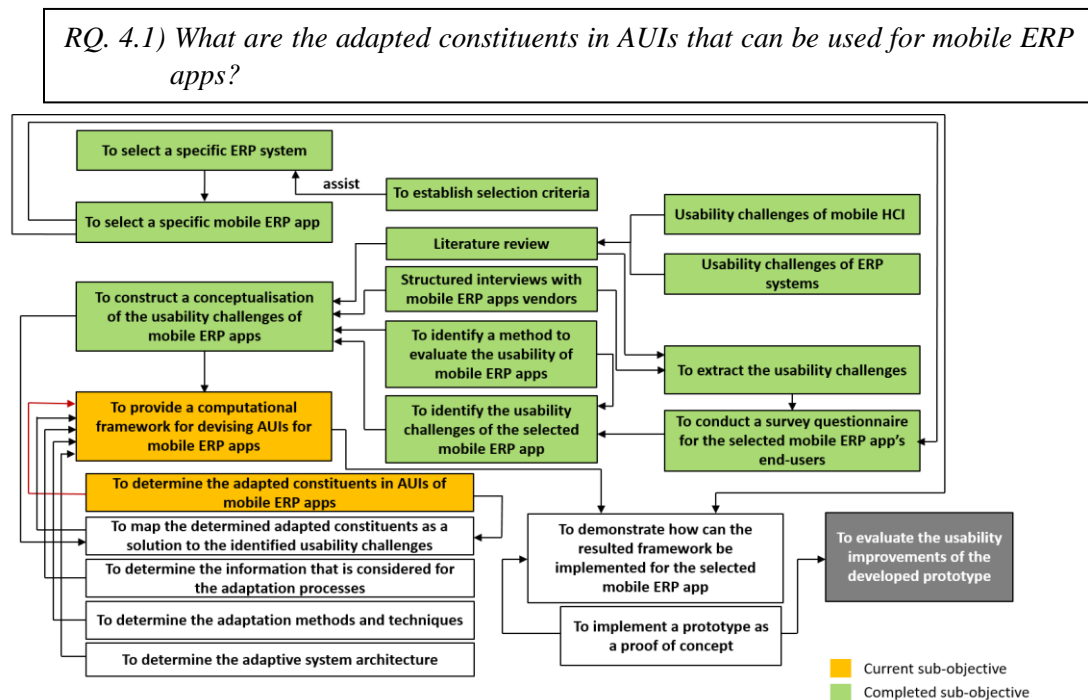 RQ. 4.1) What are the adapted constituents in AUIs that can be used for mobile ERP
apps?
To select a specific ERP system
assist
To establish selection criteria
To select a specific mobile ERP app
Usability challenges of mobile HCI
Literature review
Usability challenges of ERP
systems
Structured interviews with
mobile ERP apps vendors
To construct a conceptualisation
of the usability challenges of
mobile ERP apps
To identify a method to
evaluate the usability of
mobile ERP apps
To extract the usability challenges
To provide a computational
framework for devising AUIs for
mobile ERP apps
To identify the usability
challenges of the selected
mobile ERP app
To conduct a survey questionnaire
for the selected mobile ERP app's
end-users
To determine the adapted constituents in AUIs of
mobile ERP apps
To map the determined adapted constituents as a
solution to the identified usability challenges
To determine the information that is considered for
the adaptation processes
To determine the adaptation methods and techniques
To determine the adaptive system architecture
To demonstrate how can the
resulted framework be
implemented for the selected
mobile ERP app
To evaluate the usability
improvements of the
developed prototype
To implement a prototype as
a proof of concept
Current sub-objective
Completed sub-objective